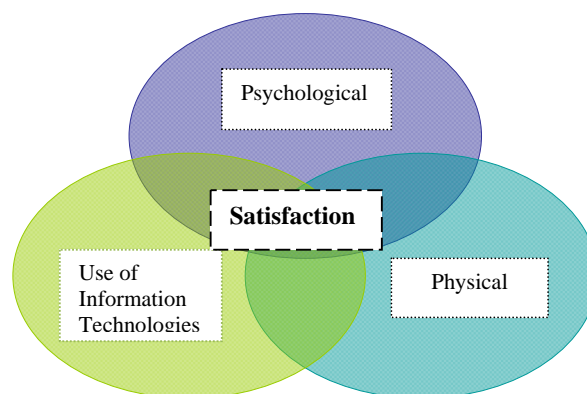 Psychological
Satisfaction
Use of
Information
Technologies
Physical